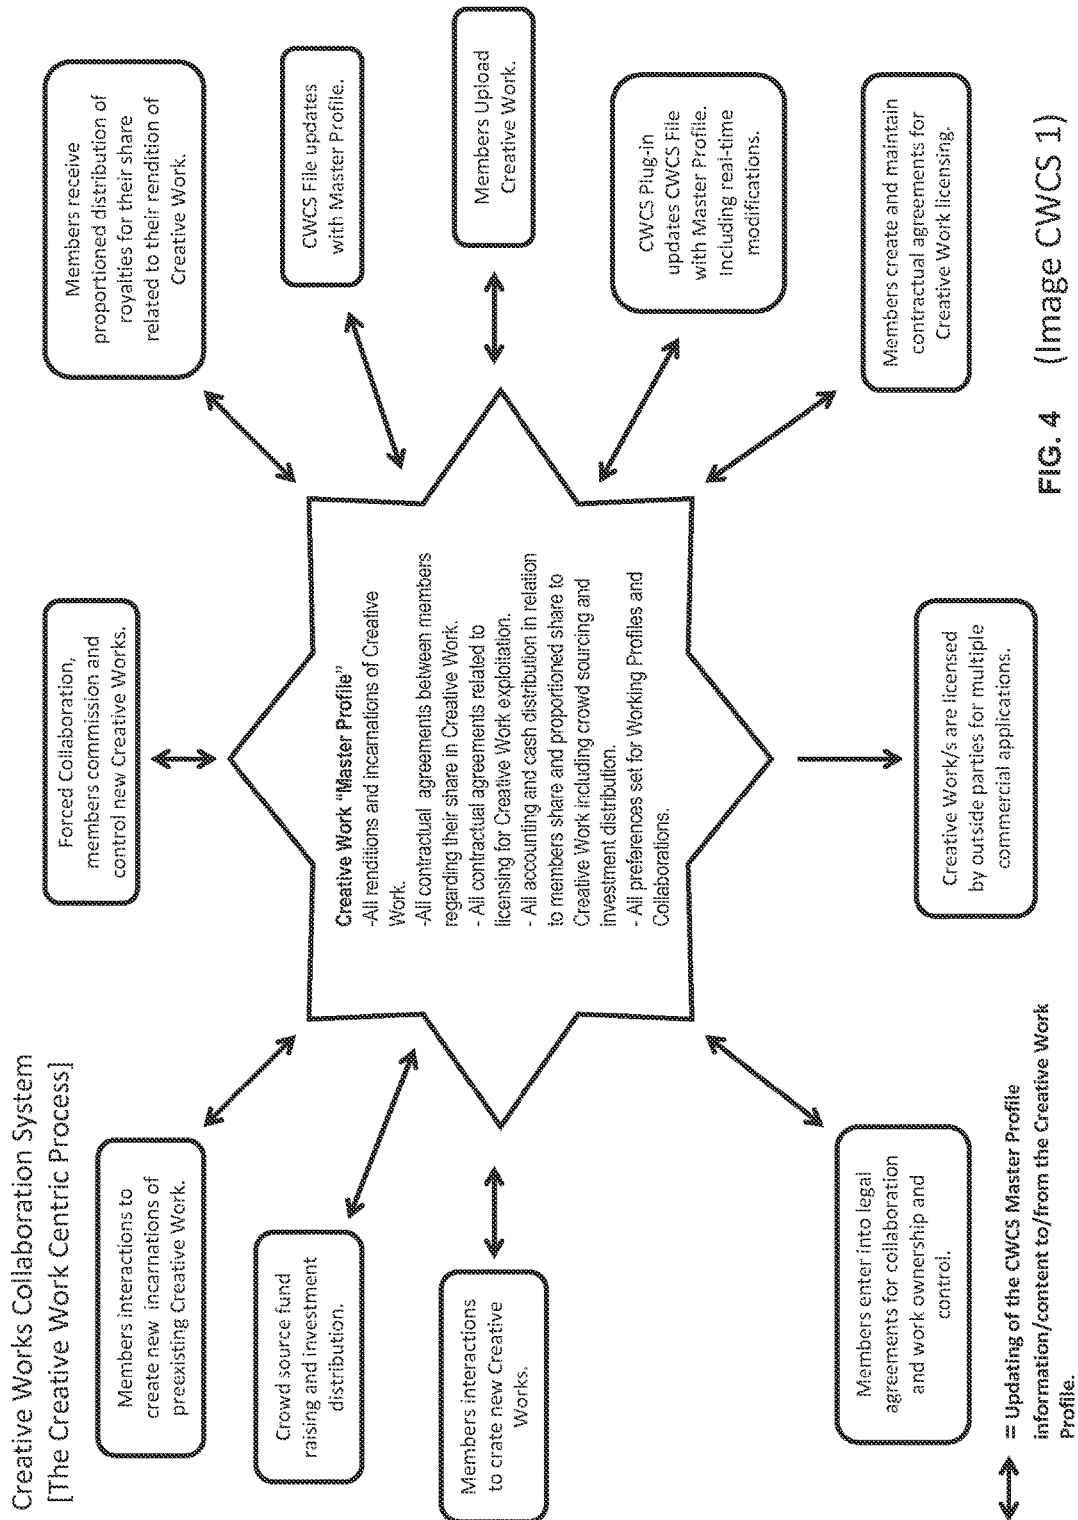 Creative Works Collaboration System
[The Creative Work Centric Process]
Members interactions to
create new incarnations of
preexisting Creative Work.
Forced Collaboration,
members commission and
control new Creative Works.
Members receive
proportioned distribution of
royalties for their share
related to their rendition of
Creative Work.
Crowd source fund
raising and investment
distribution.
CWCS File updates
with Master Profile.
Members interactions
to crate new Creative
Works.
Creative Work "Master Profile"
-All renditions and incarnations of Creative
Work.
-All contractual agreements between members
regarding their share in Creative Work.
- All contractual agreements related to
licensing for Creative Work exploitation.
- All accounting and cash distribution in relation
to members share and proportioned share to
Creative Work including crowd sourcing and
investment distribution.
- All preferences set for Working Profiles and
Collaborations.
Members Upload
Creative Work.
CWCS Plug-in
updates CWCS File
with Master Profile.
Including real-time
modifications.
Members enter into legal
agreements for collaboration
and work ownership and
control.
Creative Work/s are licensed
by outside parties for multiple
commercial applications.
Members create and maintain
contractual agreements for
Creative Work licensing.
= Updating of the CWCS Master Profile
information/content to/from the Creative Work
Profile.
FIG. 4 (Image CWCS 1)